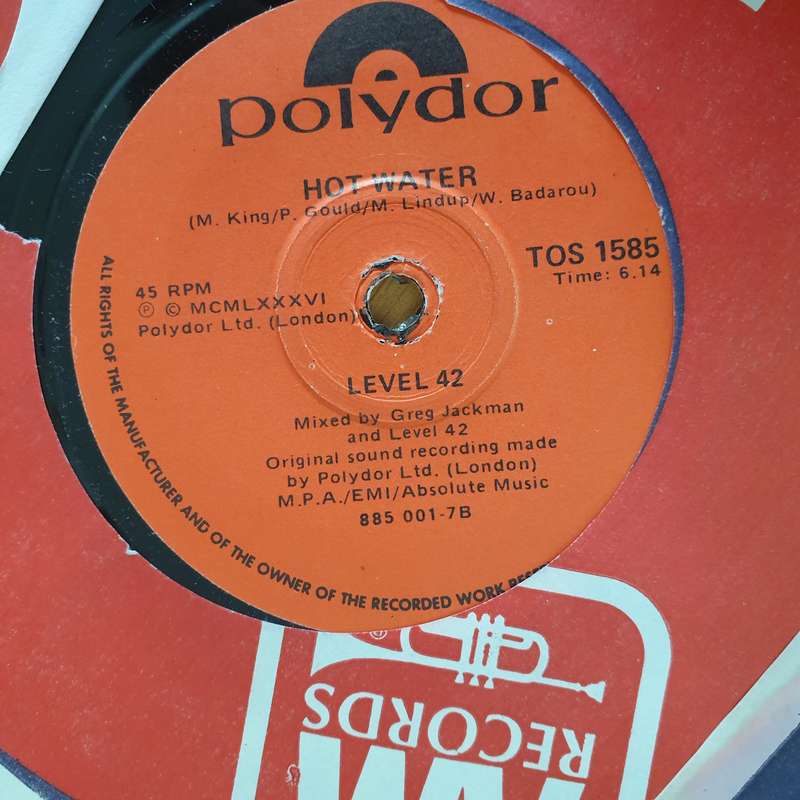 polydor
HOT WATER
(M. King/P. Gould/M. Lindup/W. Badarou)
TOS 1585
Time: 6.14
45 RPM
℗ © MCMLXXXVI
Polydor Ltd. (London)
LEVEL 42
Mixed by Greg Jackman
and Level 42
Original sound recording made
by Polydor Ltd. (London)
M.P.A./EMI/Absolute Music
885 001-7B
ALL RIGHTS OF THE MANUFACTURER AND OF THE OWNER OF THE RECORDED WORK
RECORDS